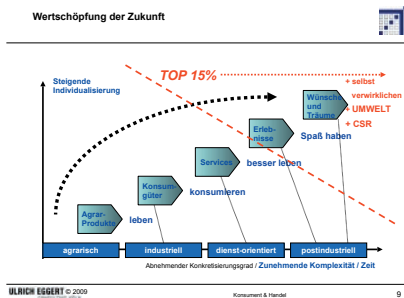 Wertschöpfung der Zukunft
Steigende
Individualisierung
TOP 15%
+ selbst
verwirklichen
+ UMWELT
+ CSR
Wünsche
und
Träume
Erleb-
nisse
Spaß haben
Services
besser leben
Konsum-
güter
konsumieren
Agrar-
Produkte
leben
agrarisch
industriell
dienst-orientiert
postindustriell
Abnehmender Konkretisierungsgrad / Zunehmende Komplexität / Zeit
ULRICH EGGERT © 2009
Konsument & Handel
9